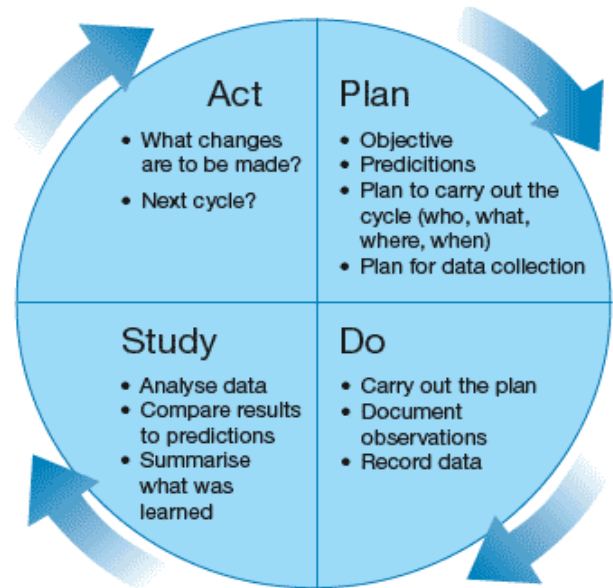 Act
• What changes
are to be made?
• Next cycle?
Plan
• Objective
• Predicitions
• Plan to carry out the
cycle (who, what,
where, when)
• Plan for data collection
Study
• Analyse data
• Compare results
to predictions
• Summarise
what was
learned
Do
• Carry out the plan
• Document
observations
• Record data